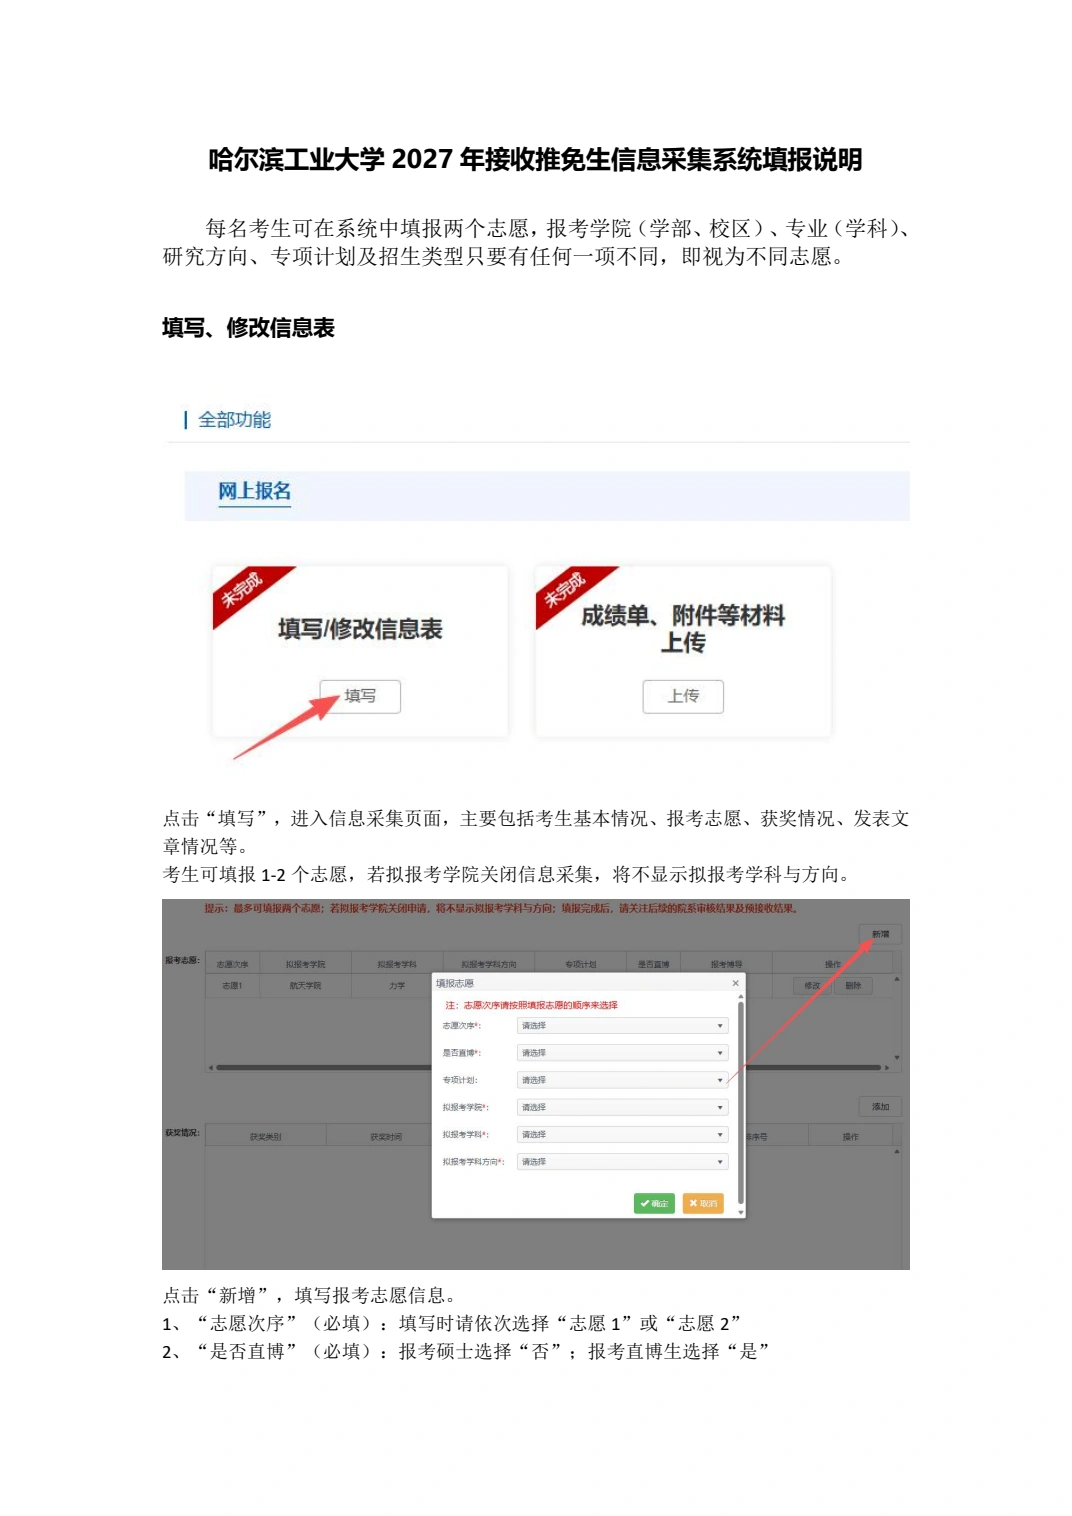 哈尔滨工业大学 2027 年接收推免生信息采集系统填报说明
每名考生可在系统中填报两个志愿，报考学院（学部、校区）、专业（学科）、
研究方向、专项计划及招生类型只要有任何一项不同，即视为不同志愿。
填写、修改信息表
全部功能
网上报名
未完成
填写/修改信息表
填写
未完成
成绩单、附件等材料
上传
上传
点击“填写”，进入信息采集页面，主要包括考生基本情况、报考志愿、获奖情况、发表文
章情况等。
考生可填报 1-2 个志愿，若拟报考学院关闭信息采集，将不显示拟报考学科与方向。
提示：最多可填报两个志愿；若拟报考学院关闭申请，将不显示拟报考学科与方向；填报完成后，请关注后续的院系审核结果及预接收结果。
新增
报考志愿:
志愿次序 拟报考学院 拟报考学科 拟报考学科方向 专项计划 是否直博 报考博导 操作
志愿1 航天学院 力学 修改 删除
填报志愿 ×
注：志愿次序请按照填报志愿的顺序来选择
志愿次序*: 请选择
是否直博*: 请选择
专项计划: 请选择
拟报考学院*: 请选择
拟报考学科*: 请选择
拟报考学科方向*: 请选择
确定 取消
添加
获奖情况:
获奖类别 获奖时间 序号 操作
点击“新增”，填写报考志愿信息。
1、“志愿次序”（必填）：填写时请依次选择“志愿 1”或“志愿 2”
2、“是否直博”（必填）：报考硕士选择“否”；报考直博生选择“是”